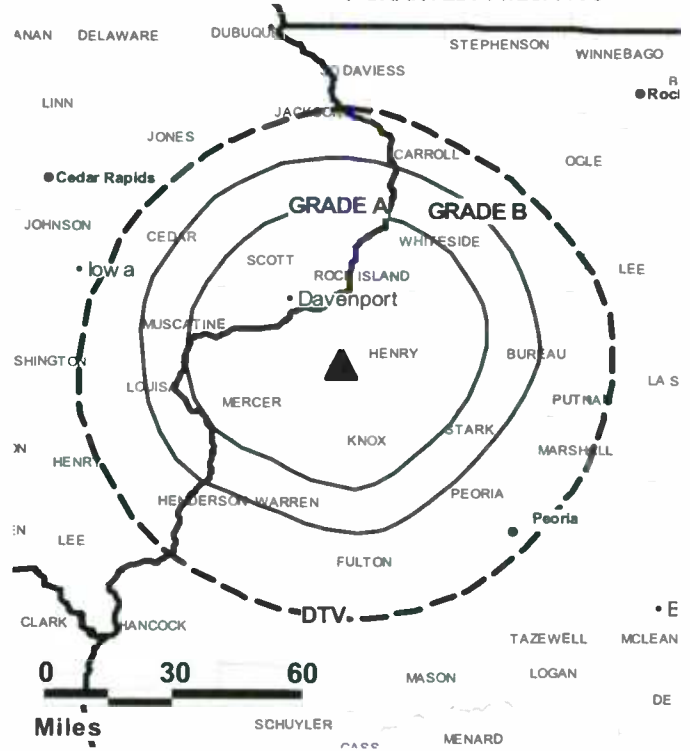 ANAN DELAWARE DUBUQUE STEPHENSON WINNEBAGO
JO DAVIESS
LINN Roc
JACKSON
JONES
CARROLL OGLE
Cedar Rapids
GRADE A GRADE B
JOHNSON CEDAR WHITESIDE
SCOTT LEE
Iowa ROCK ISLAND
Davenport
MUSCATINE
SHINGTON HENRY BUREAU
LOUISA LA S
MERCER PUTNAM
KNOX STARK
HENRY MARSHALL
HENDERSON WARREN PEORIA
LEE Peoria
FULTON
DTV
CLARK HANCOCK E
TAZEWELL MCLEAN
0 30 60 MASON LOGAN
DE
Miles SCHUYLER
CASS MENARD